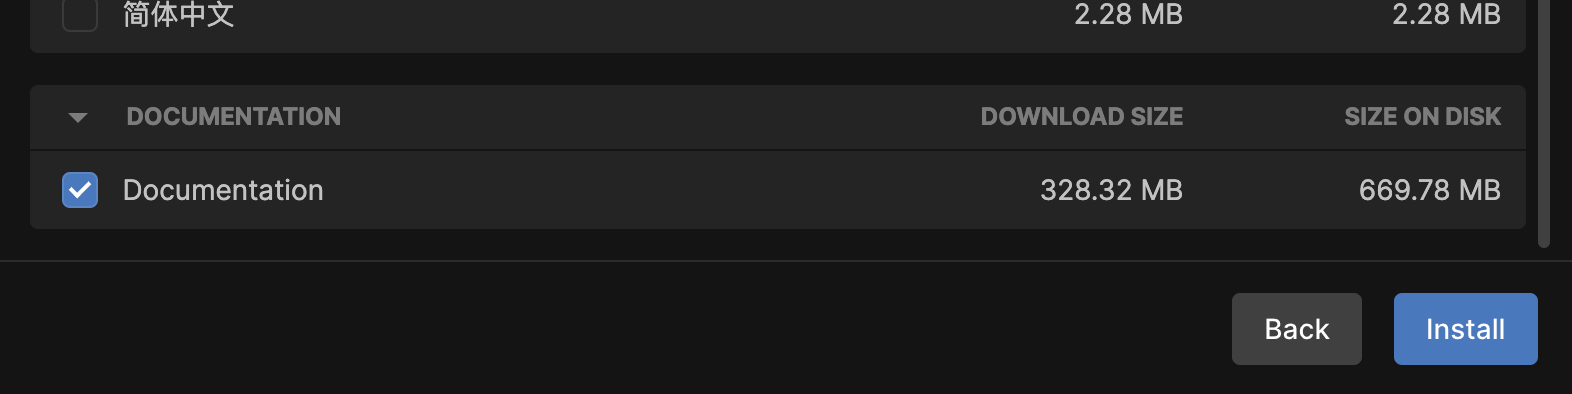 简体中文 2.28 MB 2.28 MB
DOCUMENTATION DOWNLOAD SIZE SIZE ON DISK
Documentation 328.32 MB 669.78 MB
Back Install